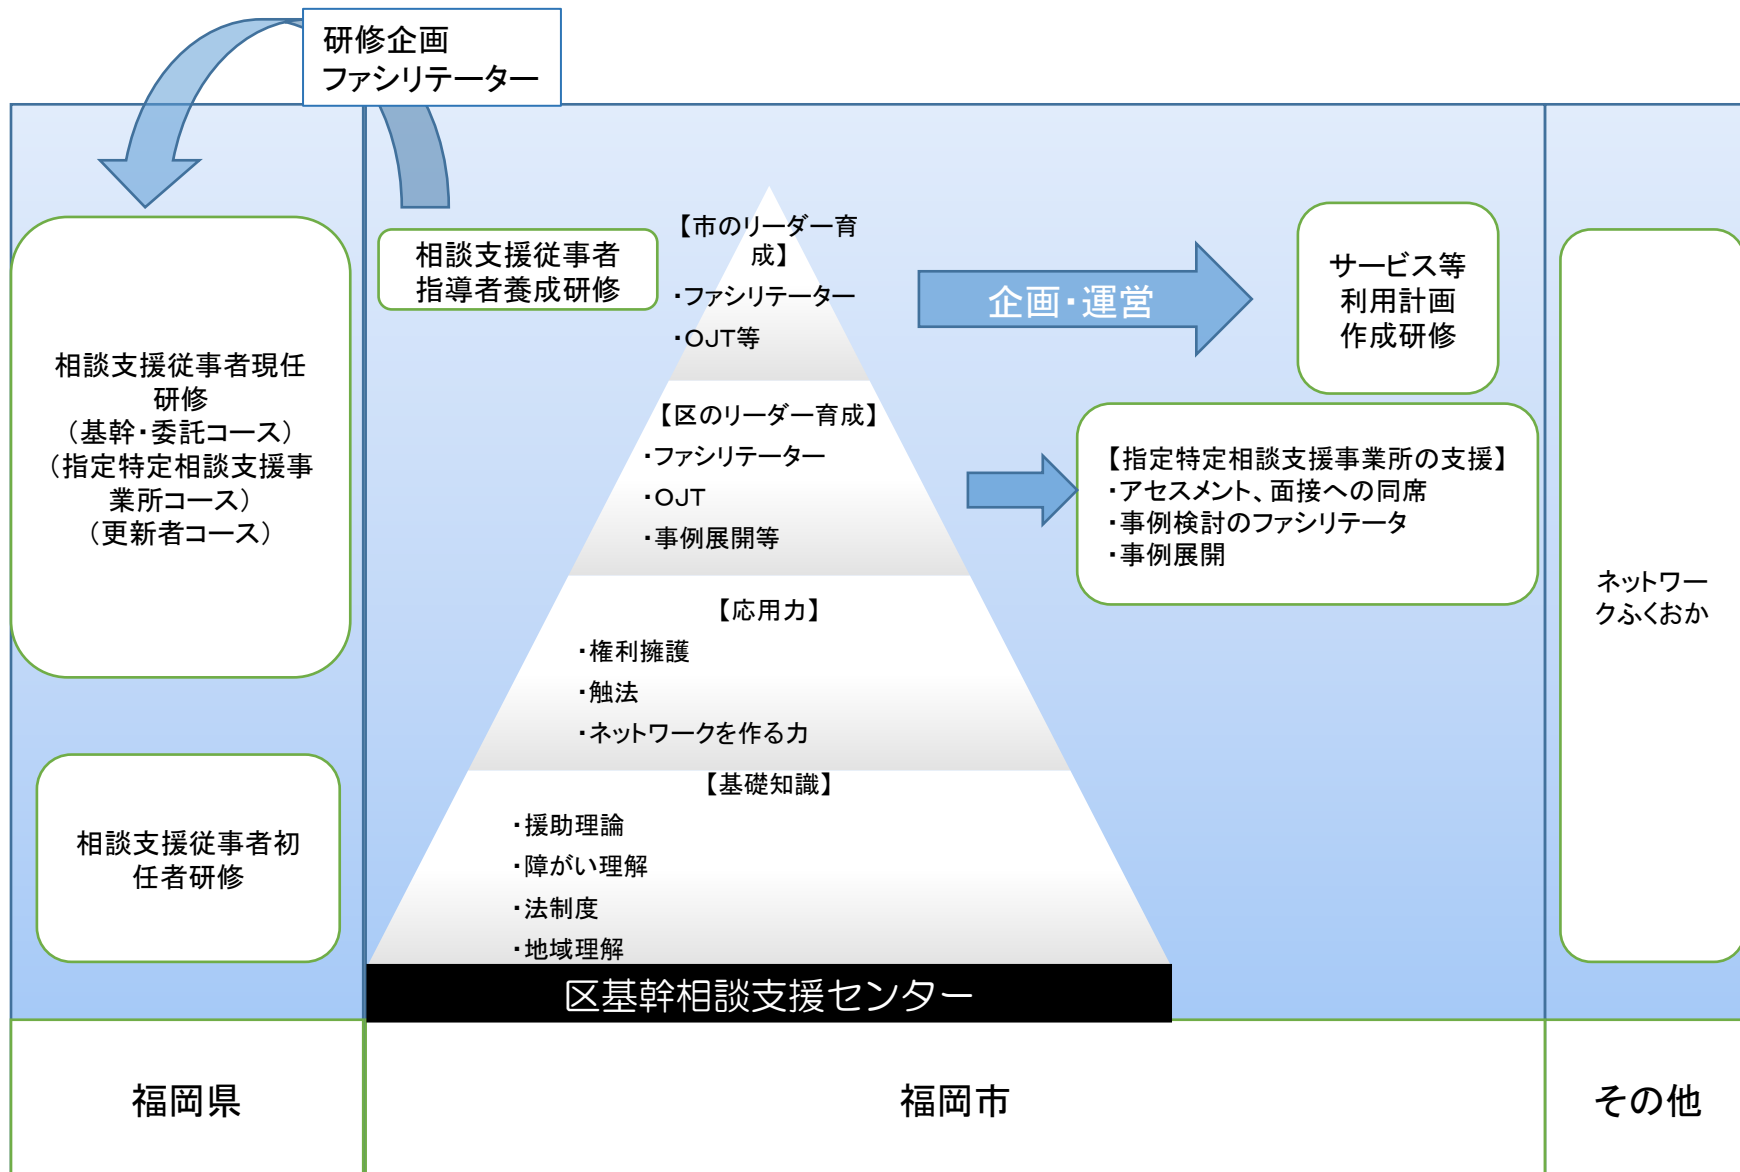 研修企画
ファシリテーター
相談支援従事者現任
研修
（基幹・委託コース）
（指定特定相談支援事
業所コース）
（更新者コース）
相談支援従事者初
任者研修
相談支援従事者
指導者養成研修
【市のリーダー育
成】
・ファシリテーター
・ＯＪＴ等
【区のリーダー育成】
・ファシリテーター
・ＯＪＴ
・事例展開等
【応用力】
・権利擁護
・触法
・ネットワークを作る力
【基礎知識】
・援助理論
・障がい理解
・法制度
・地域理解
区基幹相談支援センター
企画・運営
サービス等
利用計画
作成研修
【指定特定相談支援事業所の支援】
・アセスメント、面接への同席
・事例検討のファシリテータ
・事例展開
ネットワー
クふくおか
福岡県
福岡市
その他